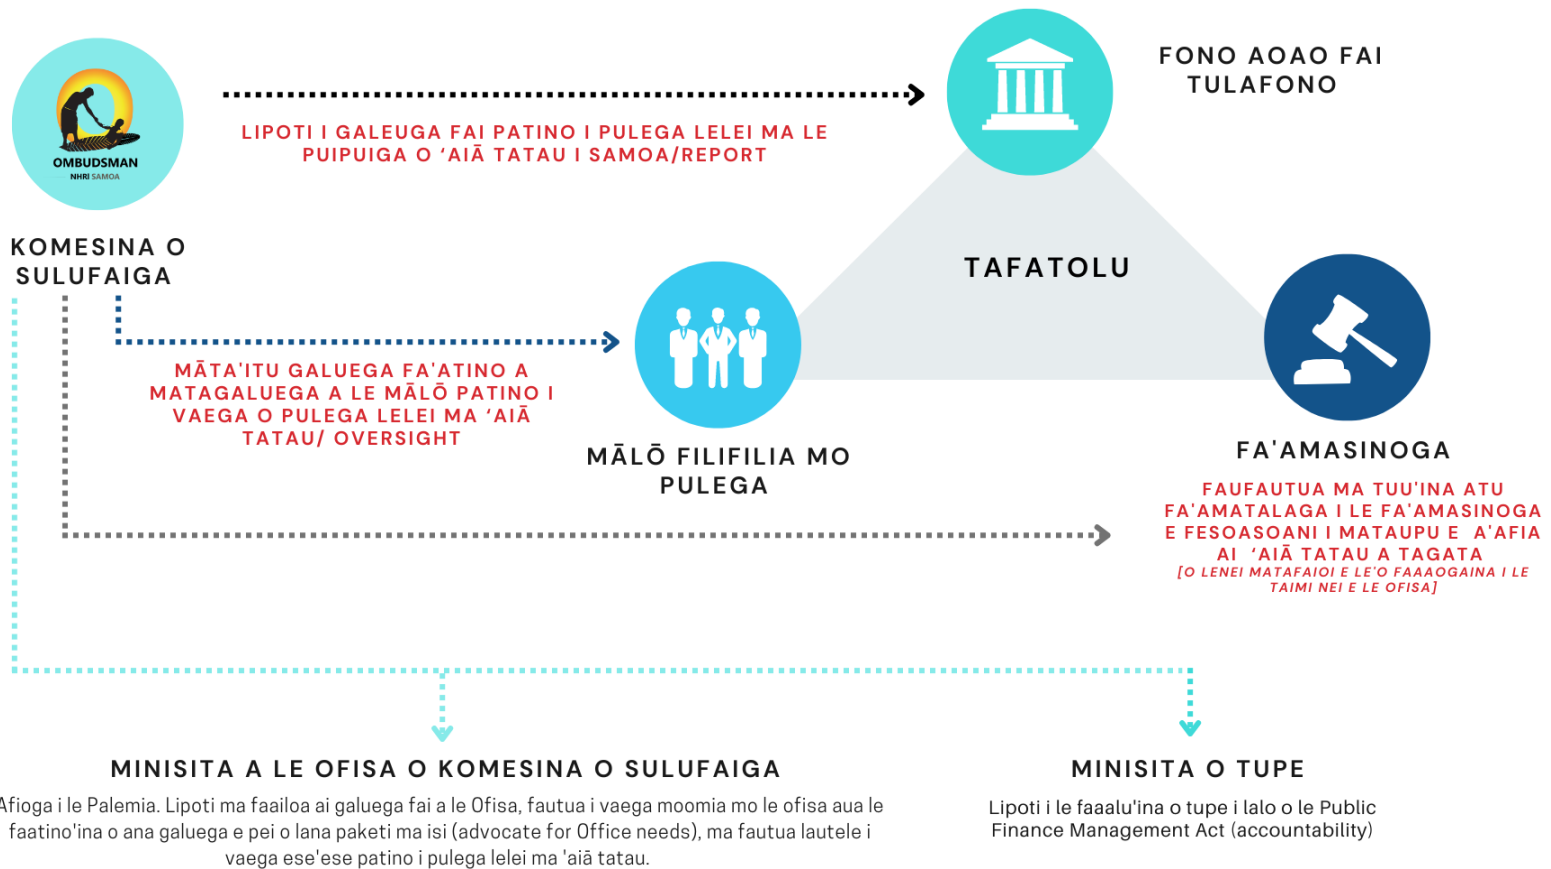 FONO AOAO FAI
TULAFONO
OMBUDSMAN
NHRI SAMOA
LIPOTI I GALEUGA FAI PATINO I PULEGA LELEI MA LE
PUIPUIGA O ‘AIĀ TATAU I SAMOA/REPORT
KOMESINA O
SULUFAIGA
TAFATOLU
MĀTA'ITU GALUEGA FA'ATINO A
MATAGALUEGA A LE MĀLŌ PATINO I
VAEGA O PULEGA LELEI MA ‘AIĀ
TATAU/ OVERSIGHT
MĀLŌ FILIFILIA MO
PULEGA
FA'AMASINOGA
FAUFAUTUA MA TUU'INA ATU
FA'AMATALAGA I LE FA'AMASINOGA
E FESOASOANI I MATAUPU E A'AFIA
AI ‘AIĀ TATAU A TAGATA
[O LENEI MATAFAIOI E LE'O FAAAOGAINA I LE
TAIMI NEI E LE OFISA]
MINISITA A LE OFISA O KOMESINA O SULUFAIGA
Afioga i le Palemia. Lipoti ma faailoa ai galuega fai a le Ofisa, fautua i vaega moomia mo le ofisa aua le
faatino'ina o ana galuega e pei o lana paketi ma isi (advocate for Office needs), ma fautua lautele i
vaega ese'ese patino i pulega lelei ma 'aiā tatau.
MINISITA O TUPE
Lipoti i le faaalu'ina o tupe i lalo o le Public
Finance Management Act (accountability)